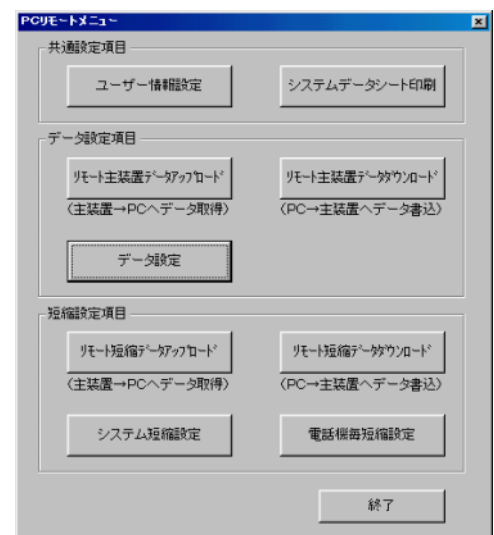 PCリモートメニュー
共通設定項目
ユーザー情報設定 システムデータシート印刷
データ設定項目
ﾘﾓｰﾄ主装置ﾃﾞｰﾀｱｯﾌﾟﾛｰﾄﾞ ﾘﾓｰﾄ主装置ﾃﾞｰﾀﾀﾞｳﾝﾛｰﾄﾞ
(主装置→PCへデータ取得) (PC→主装置へデータ書込)
データ設定
短縮設定項目
ﾘﾓｰﾄ短縮ﾃﾞｰﾀｱｯﾌﾟﾛｰﾄﾞ ﾘﾓｰﾄ短縮ﾃﾞｰﾀﾀﾞｳﾝﾛｰﾄﾞ
(主装置→PCへデータ取得) (PC→主装置へデータ書込)
システム短縮設定 電話機毎短縮設定
終了